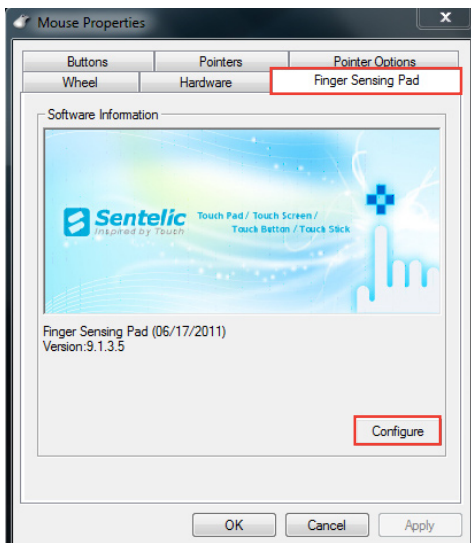 Mouse Properties
x
Buttons Pointers Pointer Options
Wheel Hardware Finger Sensing Pad
Software Information
Sentelic
Inspired by Touch
Touch Pad / Touch Screen /
Touch Button / Touch Stick
Finger Sensing Pad (06/17/2011)
Version:9.1.3.5
Configure
OK Cancel Apply